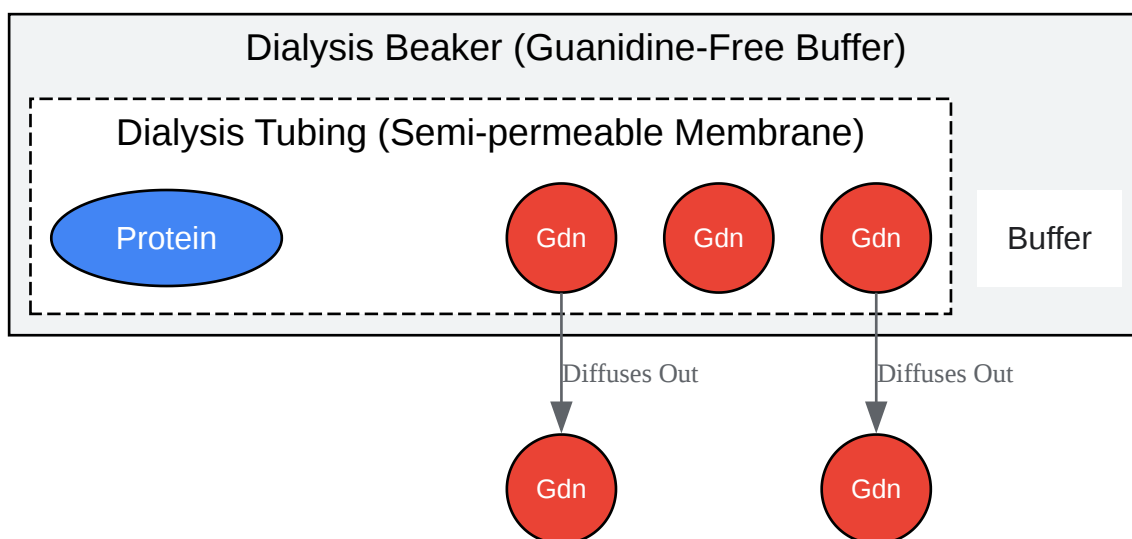 Dialysis Beaker (Guanidine-Free Buffer)
Dialysis Tubing (Semi-permeable Membrane)
Protein
Gdn
Gdn
Gdn
Buffer
Diffuses Out
Diffuses Out
Gdn
Gdn